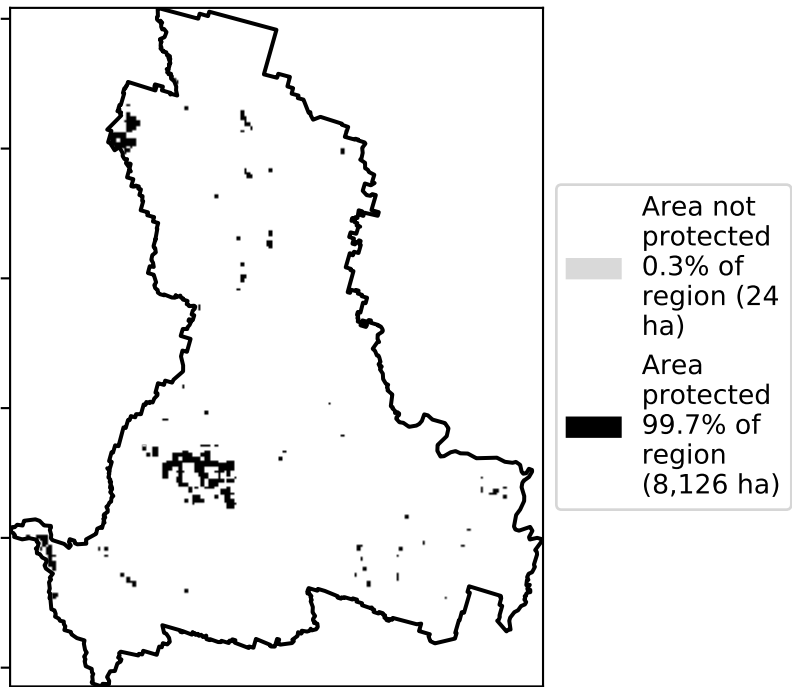 Area not
protected
0.3% of
region (24
ha)
Area
protected
99.7% of
region
(8,126 ha)